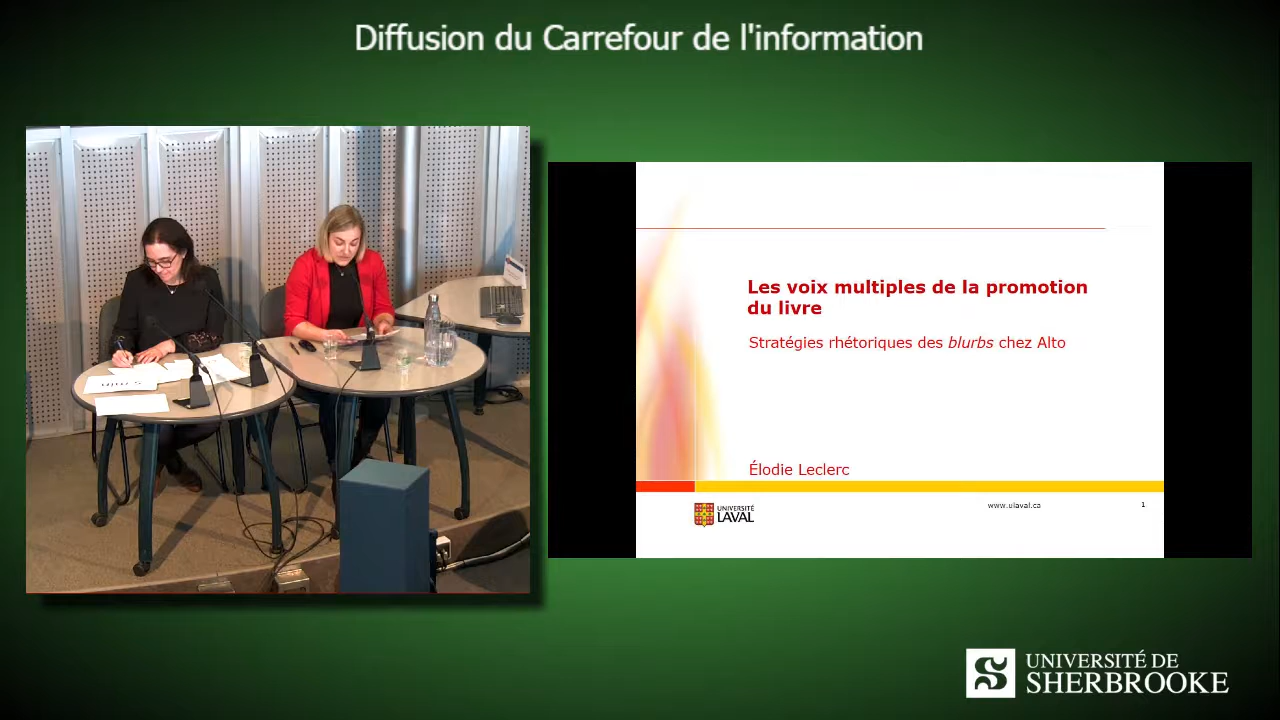 Diffusion du Carrefour de l'information
Les voix multiples de la promotion
du livre
Stratégies rhétoriques des blurbs chez Alto
Élodie Leclerc
UNIVERSITÉ
LAVAL
www.ulaval.ca
1
UNIVERSITÉ DE
SHERBROOKE